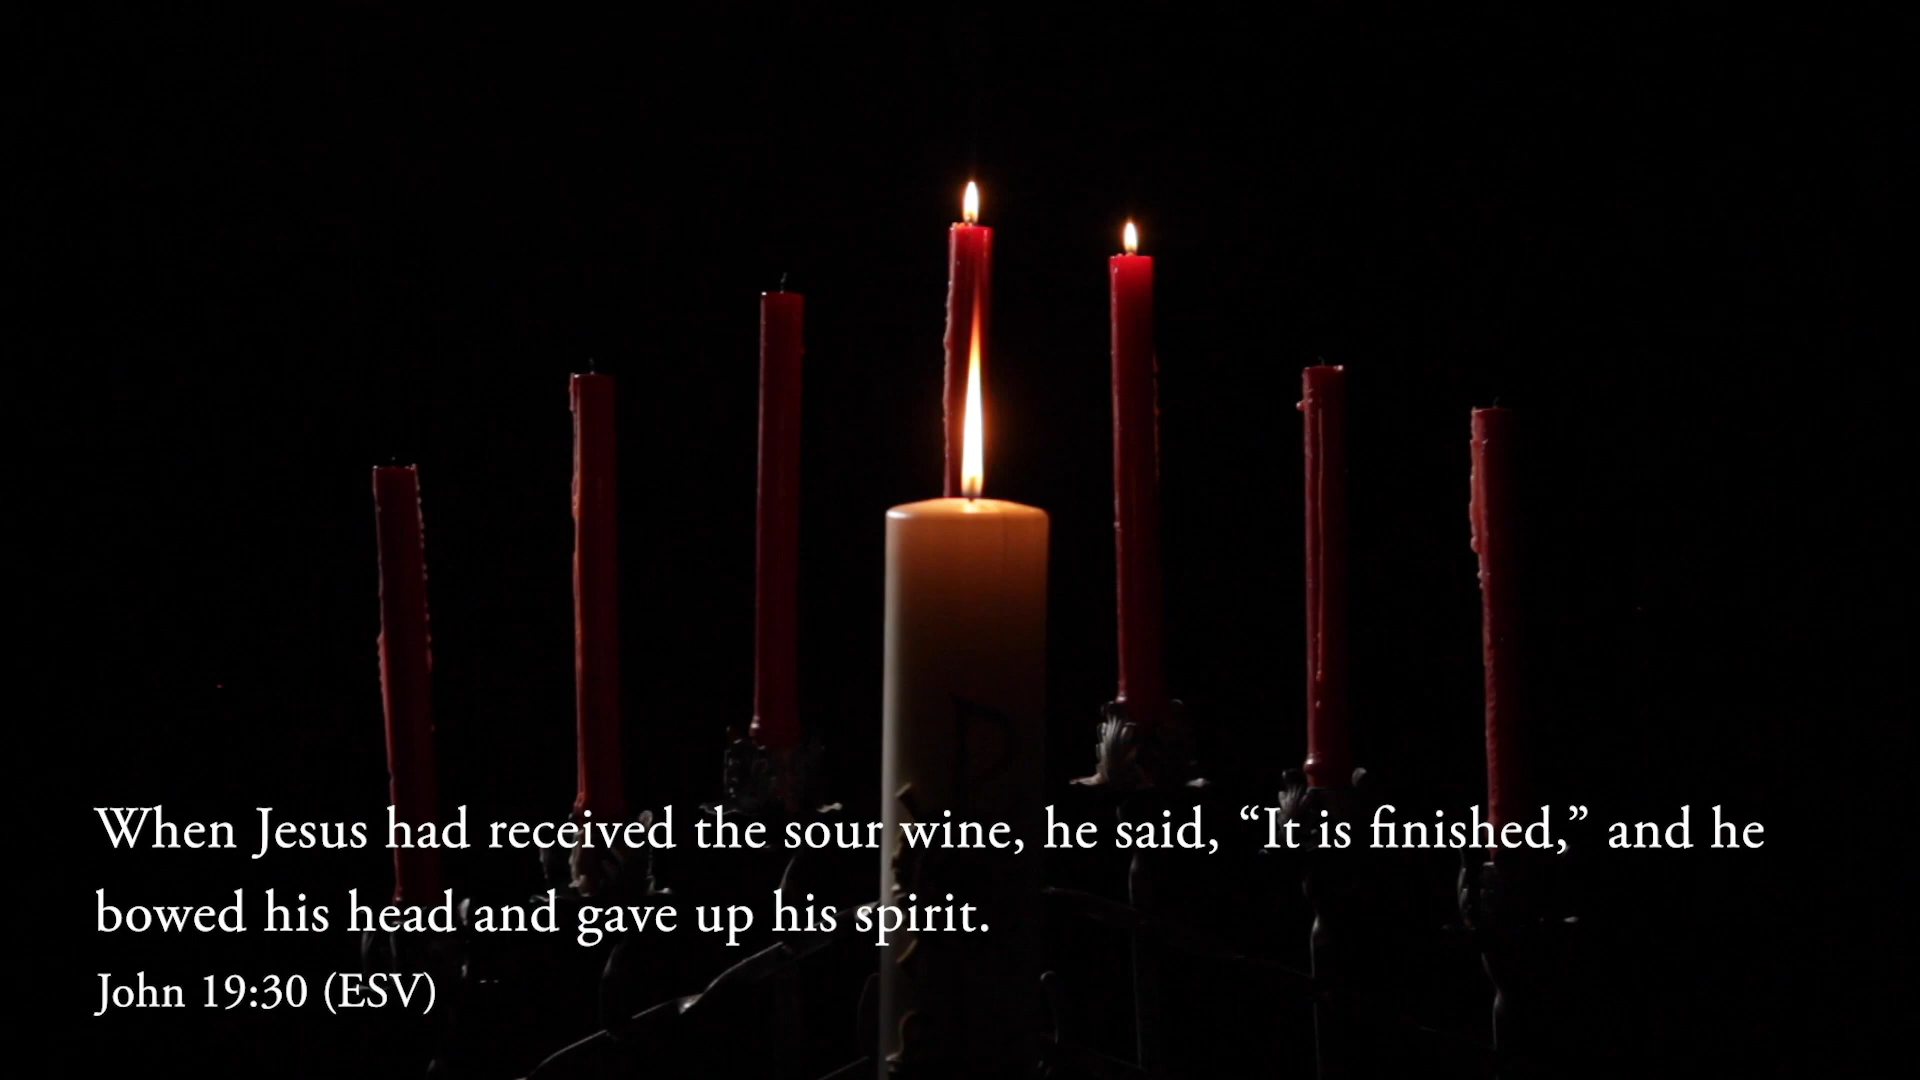 When Jesus had received the sour wine, he said, “It is finished,” and he
bowed his head and gave up his spirit.
John 19:30 (ESV)